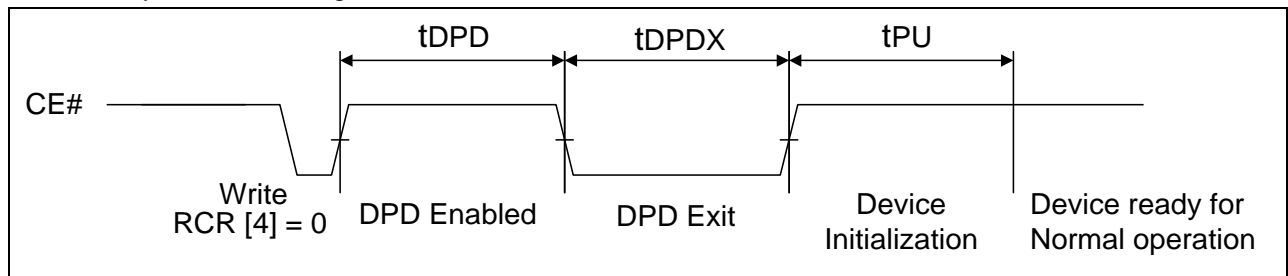 tDPD
tDPDX
tPU
CE#
Write
RCR [4] = 0
DPD Enabled
DPD Exit
Device
Initialization
Device ready for
Normal operation